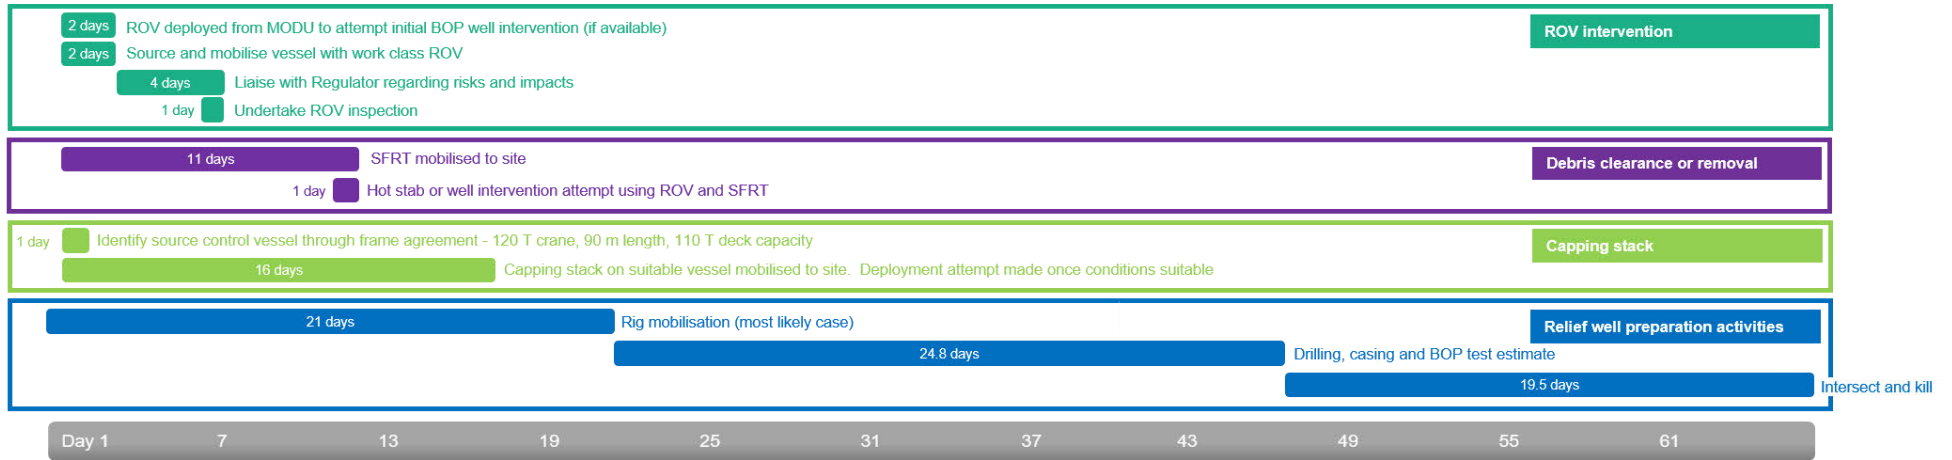 2 days ROV deployed from MODU to attempt initial BOP well intervention (if available)
ROV intervention
2 days Source and mobilise vessel with work class ROV
4 days Liaise with Regulator regarding risks and impacts
1 day Undertake ROV inspection
11 days SFRT mobilised to site
Debris clearance or removal
1 day Hot stab or well intervention attempt using ROV and SFRT
1 day Identify source control vessel through frame agreement - 120 T crane, 90 m length, 110 T deck capacity
Capping stack
16 days Capping stack on suitable vessel mobilised to site.  Deployment attempt made once conditions suitable
21 days Rig mobilisation (most likely case)
Relief well preparation activities
24.8 days Drilling, casing and BOP test estimate
19.5 days Intersect and kill
Day 1 7 13 19 25 31 37 43 49 55 61